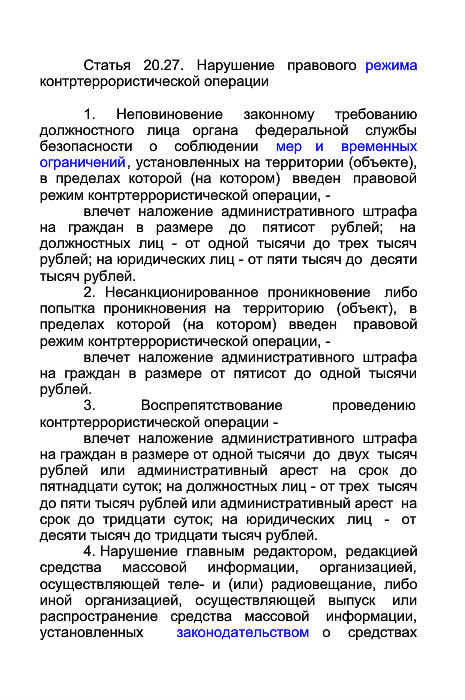 Статья 20.27. Нарушение правового режима
контртеррористической операции
1. Неповиновение законному требованию
должностного лица органа федеральной службы
безопасности о соблюдении мер и временных
ограничений, установленных на территории (объекте),
в пределах которой (на котором) введен правовой
режим контртеррористической операции, -
влечет наложение административного штрафа
на граждан в размере до пятисот рублей; на
должностных лиц - от одной тысячи до трех тысяч
рублей; на юридических лиц - от пяти тысяч до десяти
тысяч рублей.
2. Несанкционированное проникновение либо
попытка проникновения на территорию (объект), в
пределах которой (на котором) введен правовой
режим контртеррористической операции, -
влечет наложение административного штрафа
на граждан в размере от пятисот до одной тысячи
рублей.
3. Воспрепятствование проведению
контртеррористической операции -
влечет наложение административного штрафа
на граждан в размере от одной тысячи до двух тысяч
рублей или административный арест на срок до
пятнадцати суток; на должностных лиц - от трех тысяч
до пяти тысяч рублей или административный арест на
срок до тридцати суток; на юридических лиц - от
десяти тысяч до тридцати тысяч рублей.
4. Нарушение главным редактором, редакцией
средства массовой информации, организацией,
осуществляющей теле- и (или) радиовещание, либо
иной организацией, осуществляющей выпуск или
распространение средства массовой информации,
установленных законодательством о средствах